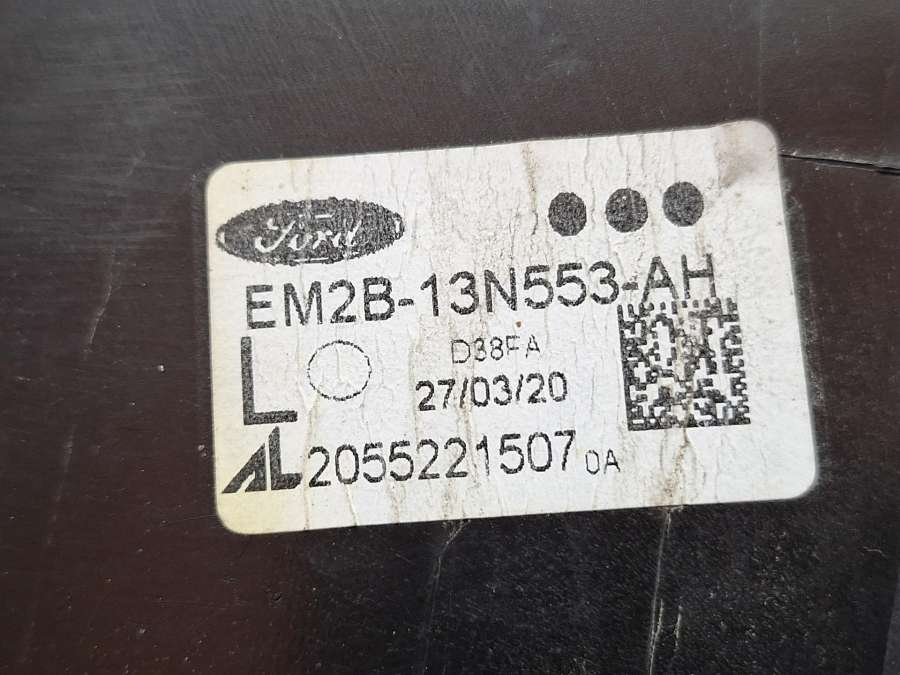 Ford
EM2B-13N553-AH
L
D38FA
27/03/20
AL 2055221507 0A